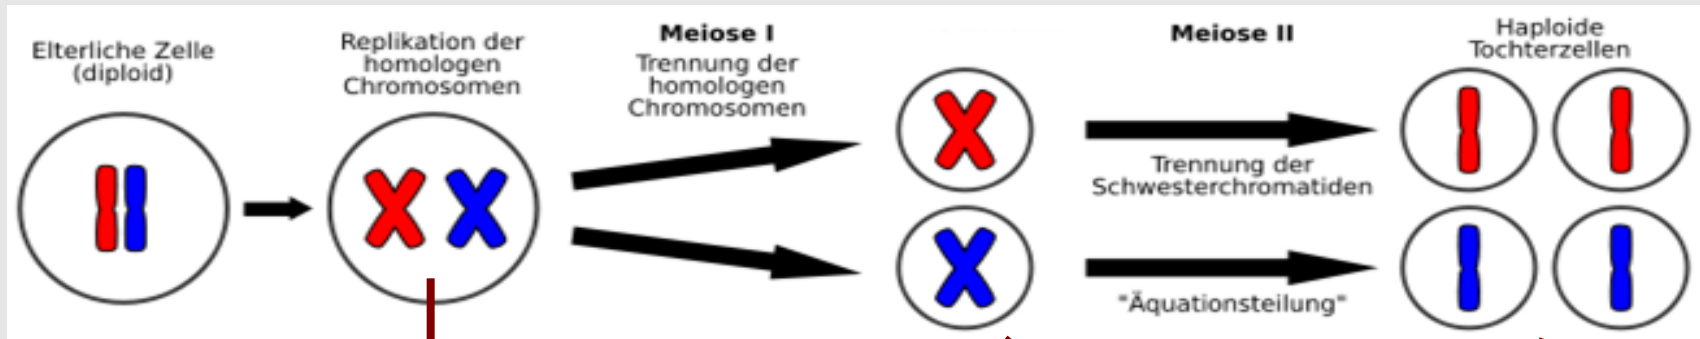 Elterliche Zelle
(diploid)
Replikation der
homologen
Chromosomen
Meiose I
Trennung der
homologen
Chromosomen
Meiose II
Trennung der
Schwesterchromatiden
"Äquationsteilung"
Haploide
Tochterzellen